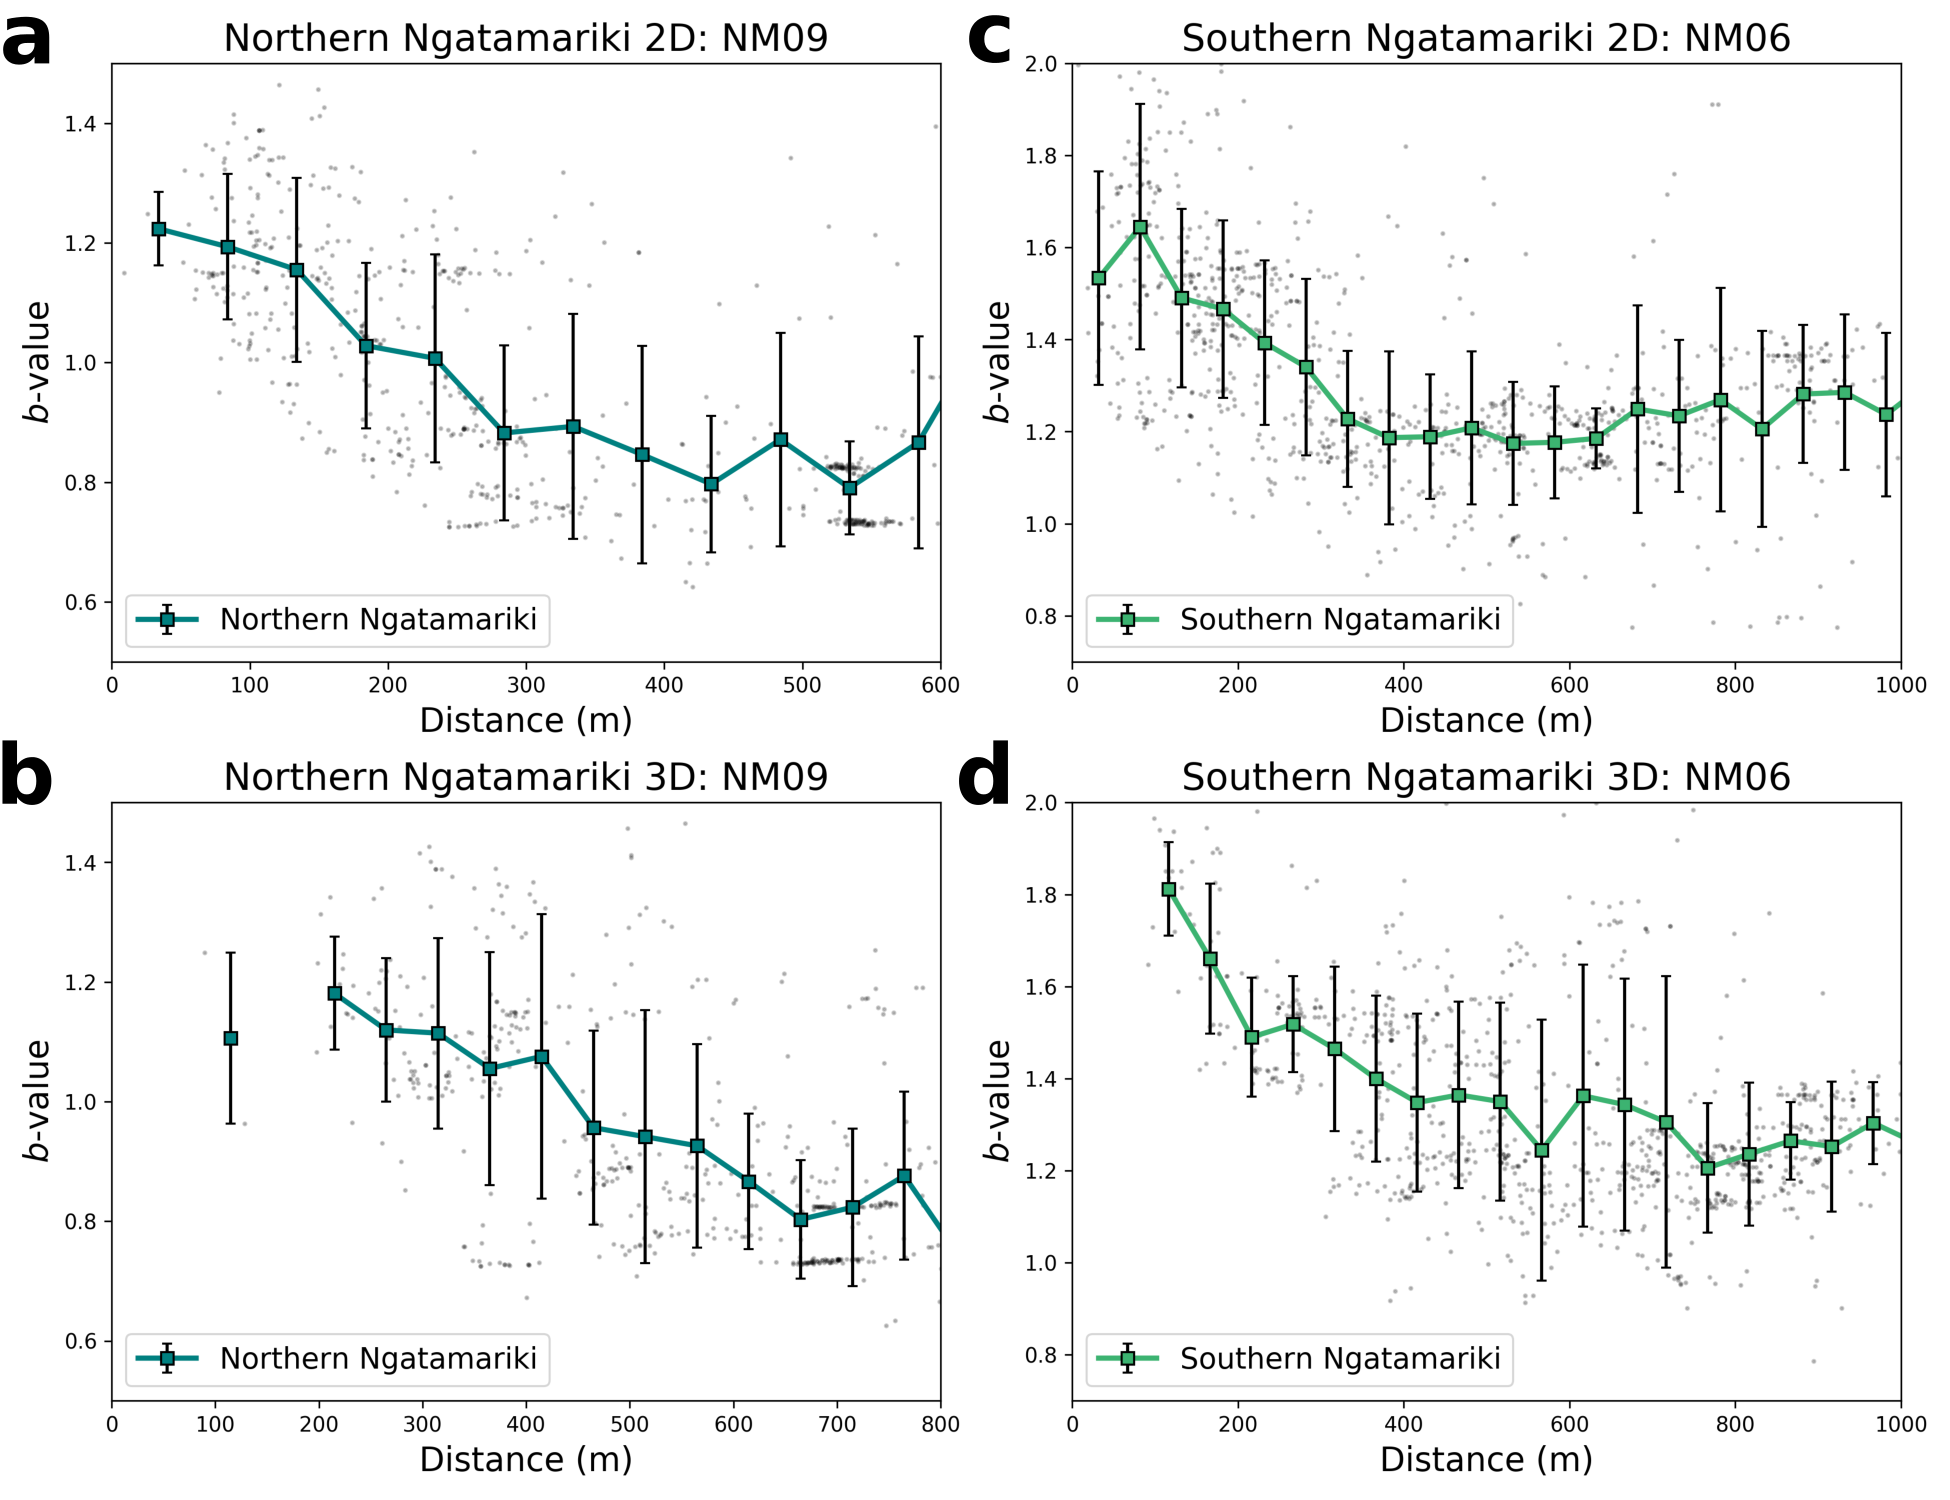 a
Northern Ngatamariki 2D: NM09
b-value
1.4
1.2
1.0
0.8
0.6
Northern Ngatamariki
0 100 200 300 400 500 600
Distance (m)
c
Southern Ngatamariki 2D: NM06
b-value
2.0
1.8
1.6
1.4
1.2
1.0
0.8
Southern Ngatamariki
0 200 400 600 800 1000
Distance (m)
b
Northern Ngatamariki 3D: NM09
b-value
1.4
1.2
1.0
0.8
0.6
Northern Ngatamariki
0 100 200 300 400 500 600 700 800
Distance (m)
d
Southern Ngatamariki 3D: NM06
b-value
2.0
1.8
1.6
1.4
1.2
1.0
0.8
Southern Ngatamariki
0 200 400 600 800 1000
Distance (m)